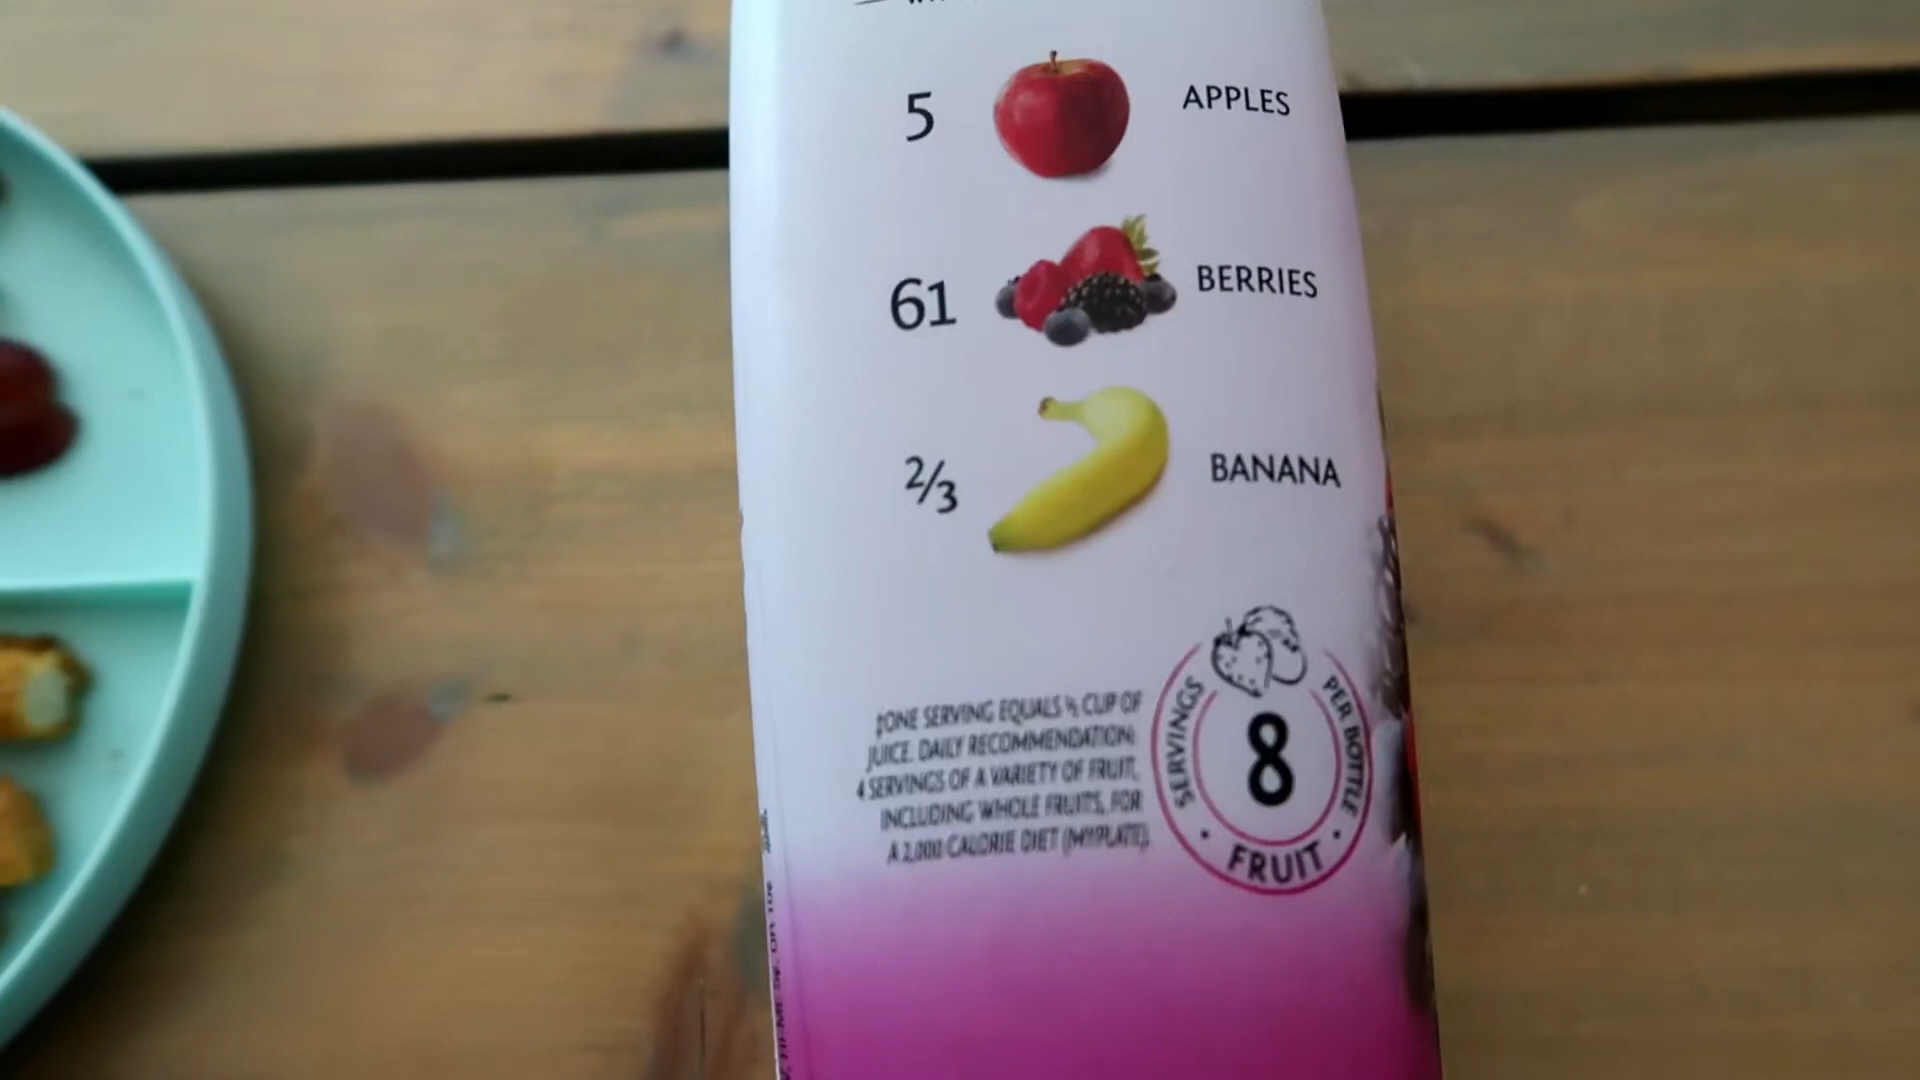 5 APPLES
61 BERRIES
2/3 BANANA
‡ONE SERVING EQUALS ½ CUP OF
JUICE. DAILY RECOMMENDATION:
4 SERVINGS OF A VARIETY OF FRUIT,
INCLUDING WHOLE FRUITS, FOR
A 2,000 CALORIE DIET (MYPLATE).
8
SERVINGS PER BOTTLE
• FRUIT •